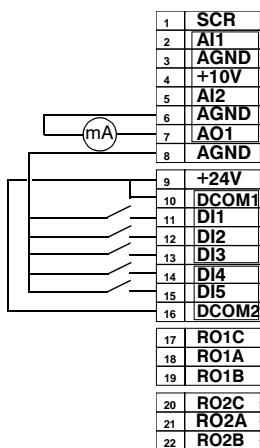 1 SCR
2 AI1
3 AGND
4 +10V
5 AI2
6 AGND
mA
7 AO1
8 AGND
9 +24V
10 DCOM1
11 DI1
12 DI2
13 DI3
14 DI4
15 DI5
16 DCOM2
17 RO1C
18 RO1A
19 RO1B
20 RO2C
21 RO2A
22 RO2B